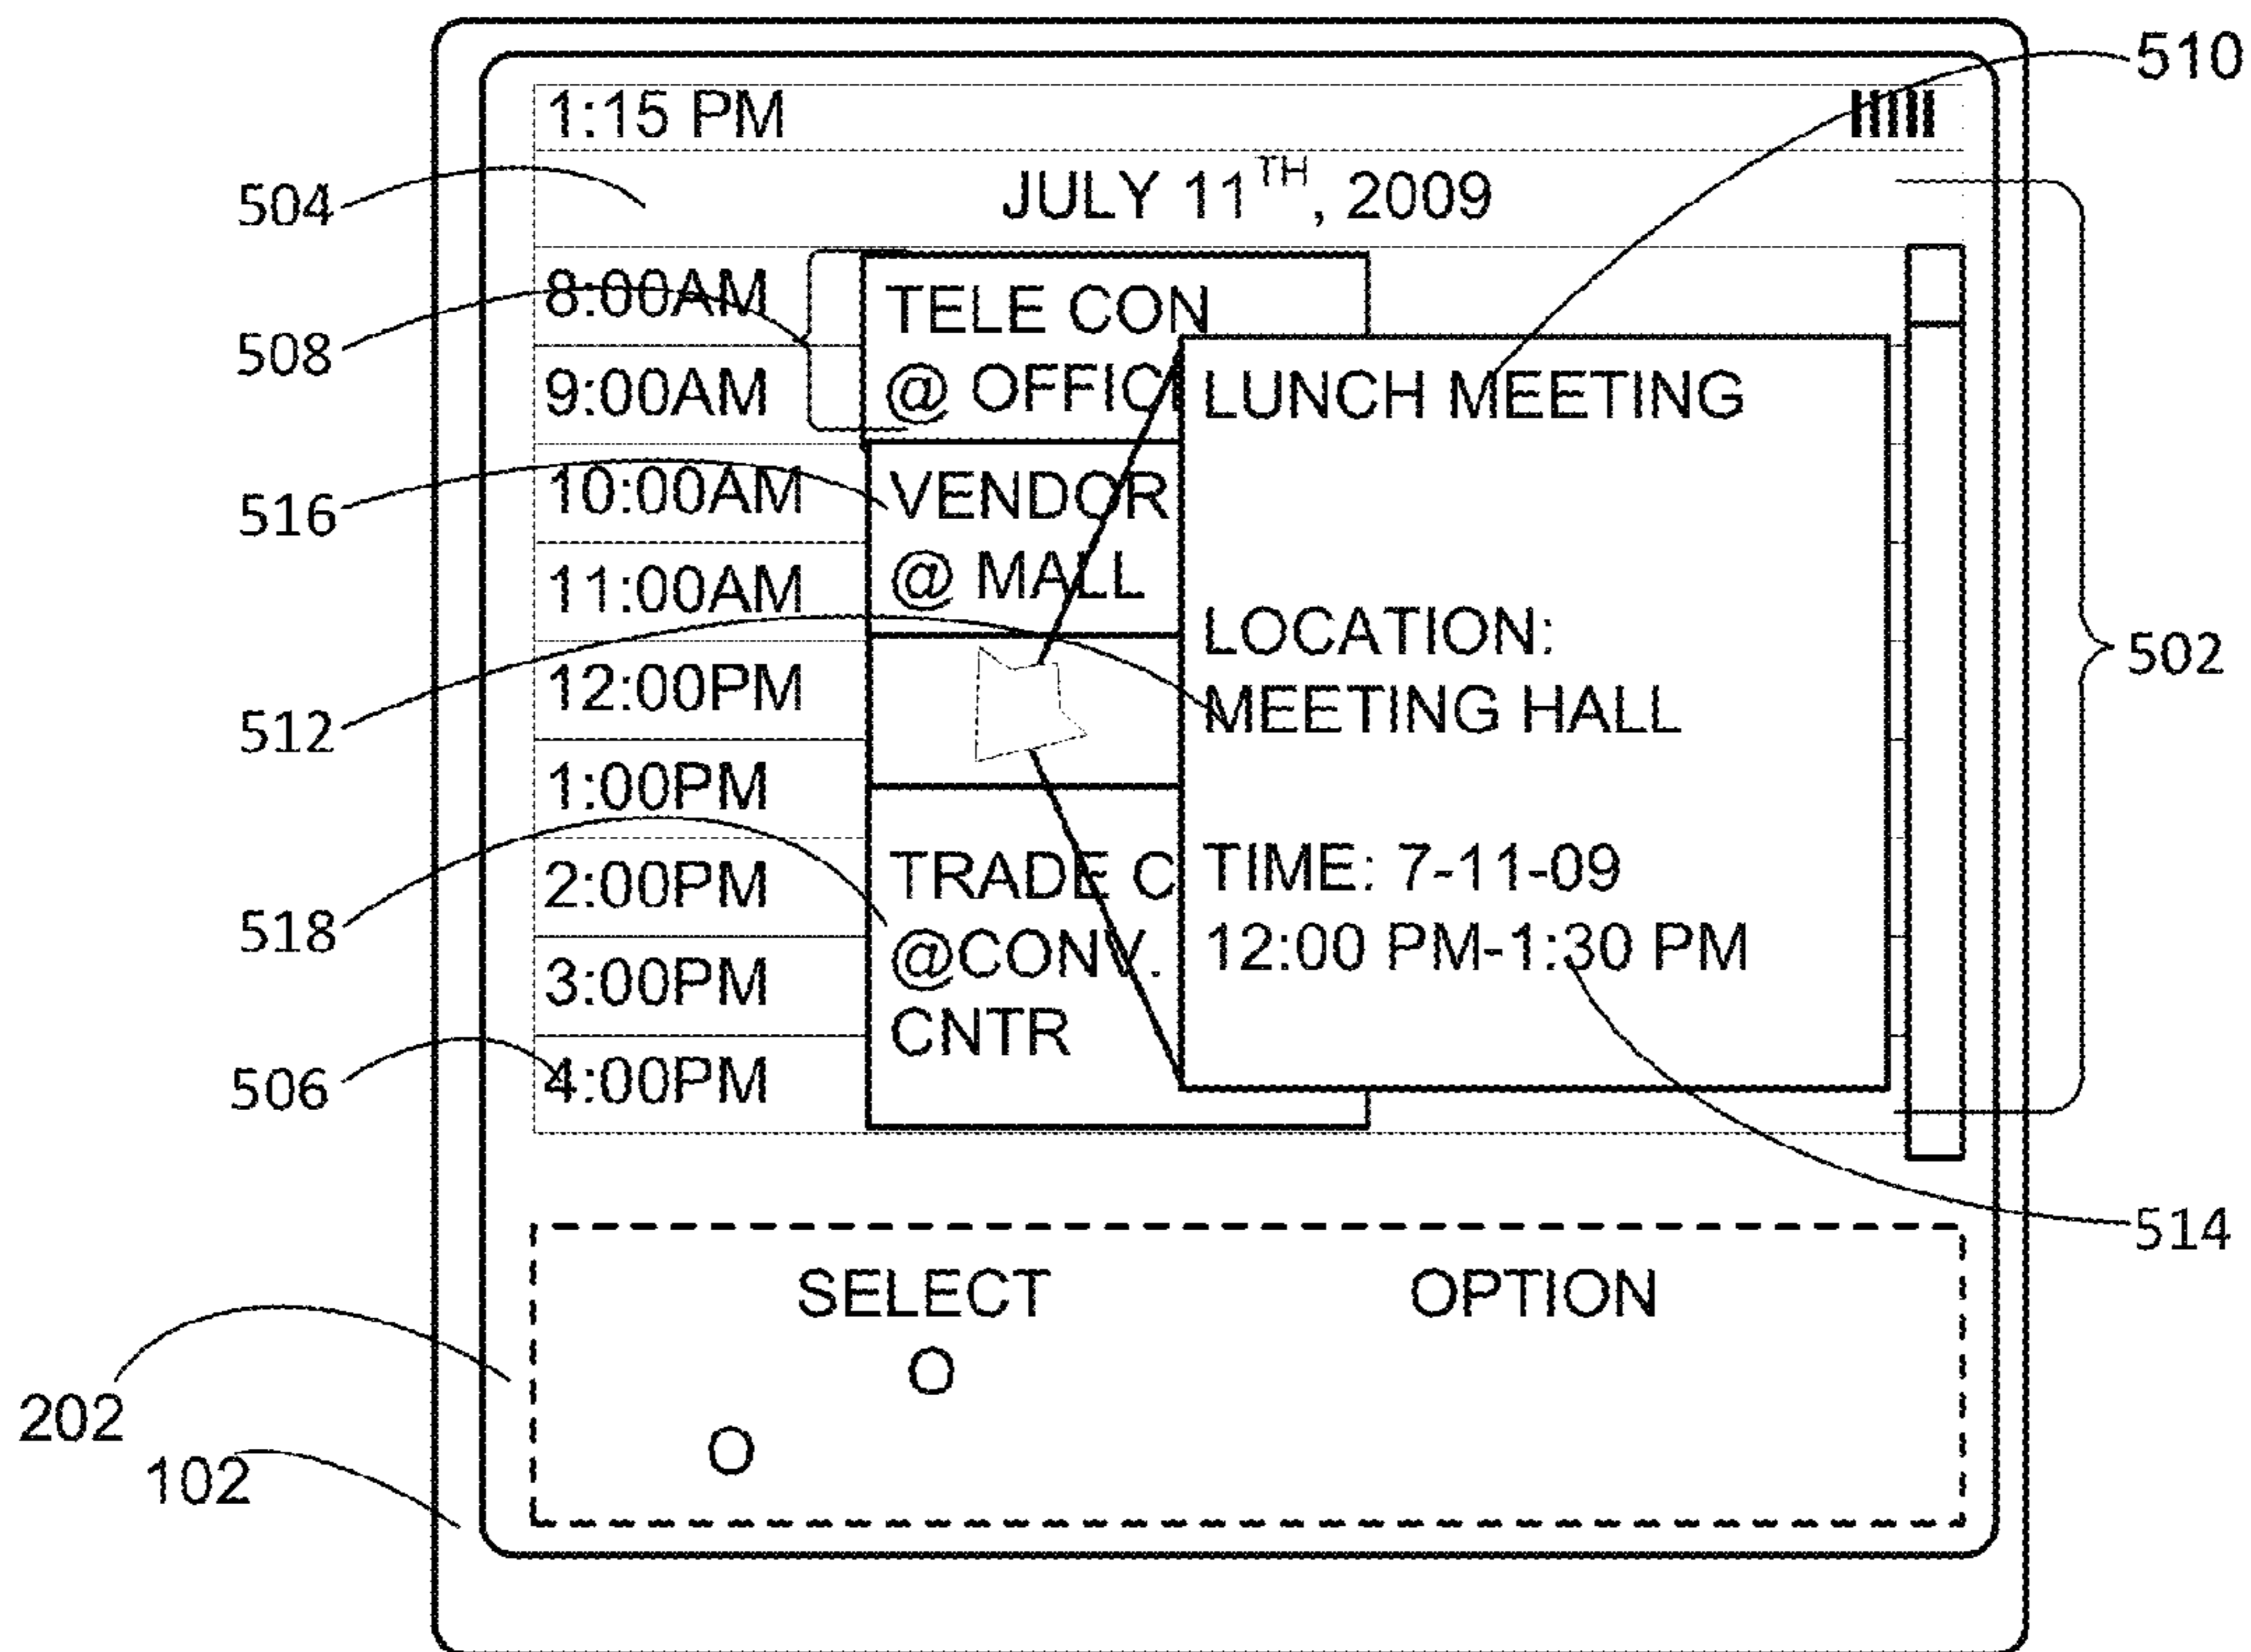 510
1:15 PM
504
JULY 11TH, 2009
8:00AM
TELE CON
508
9:00AM
@ OFFIC
LUNCH MEETING
516
10:00AM
VENDOR
11:00AM
@ MALL
LOCATION:
502
512
12:00PM
MEETING HALL
1:00PM
518
2:00PM
TRADE C
TIME: 7-11-09
3:00PM
@CONV.
12:00 PM-1:30 PM
CNTR
506
4:00PM
514
SELECT
OPTION
O
O
202
102